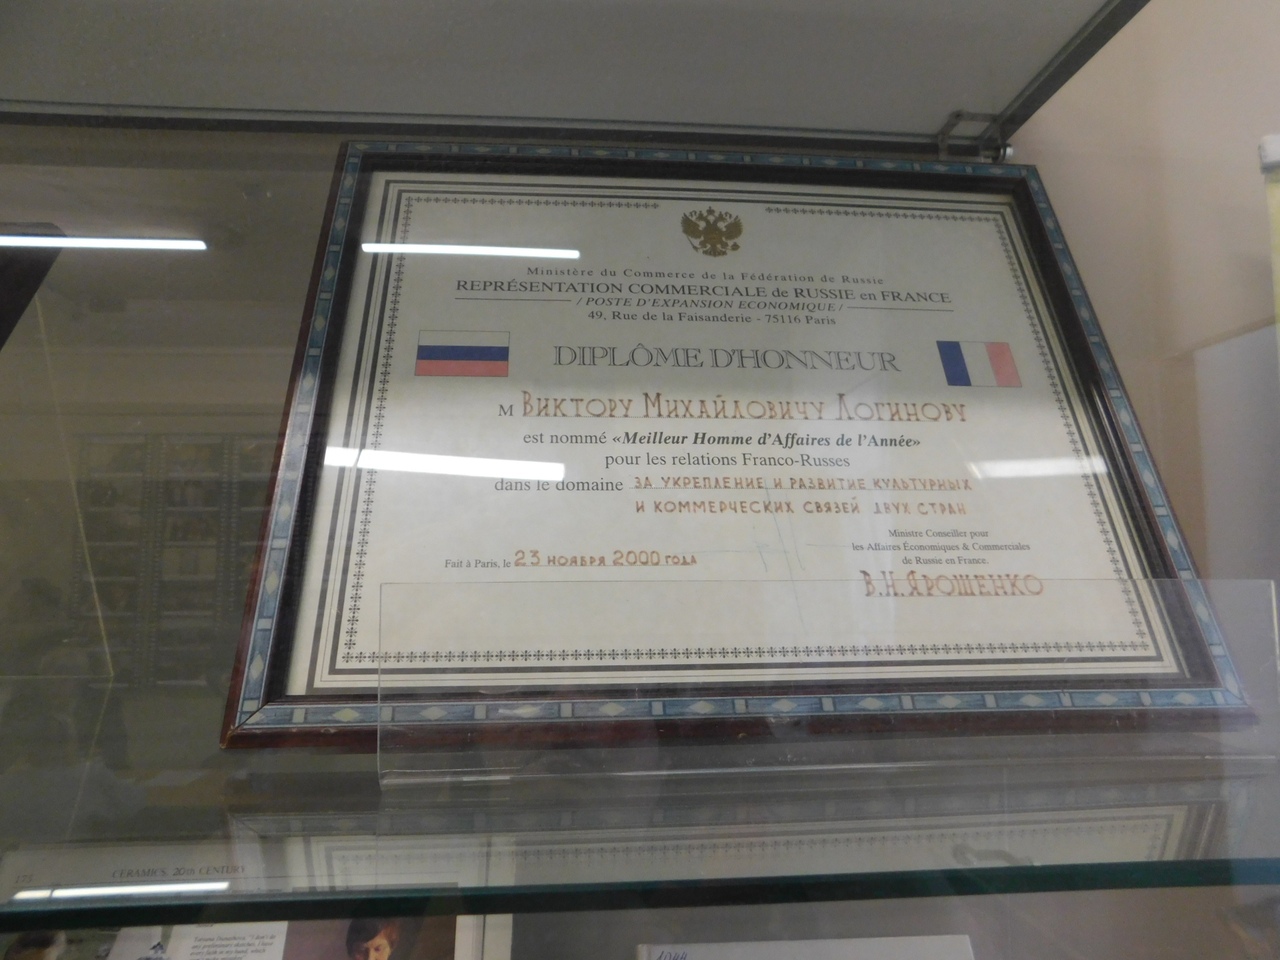 Ministère du Commerce de la Fédération de Russie
REPRÉSENTATION COMMERCIALE de RUSSIE en FRANCE
/ POSTE D'EXPANSION ECONOMIQUE /
49, Rue de la Faisanderie - 75116 Paris
DIPLÔME D'HONNEUR
M ВИКТОРУ МИХАЙЛОВИЧУ ЛОГИНОВУ
est nommé «Meilleur Homme d'Affaires de l'Année»
pour les relations Franco-Russes
dans le domaine ЗА УКРЕПЛЕНИЕ И РАЗВИТИЕ КУЛЬТУРНЫХ
И КОММЕРЧЕСКИХ СВЯЗЕЙ ДВУХ СТРАН
Ministre Conseiller pour
les Affaires Économiques & Commerciales
de Russie en France.
Fait à Paris, le 23 НОЯБРЯ 2000 ГОДА
В.Н. ЯРОШЕНКО
175 CERAMICS, 20TH CENTURY